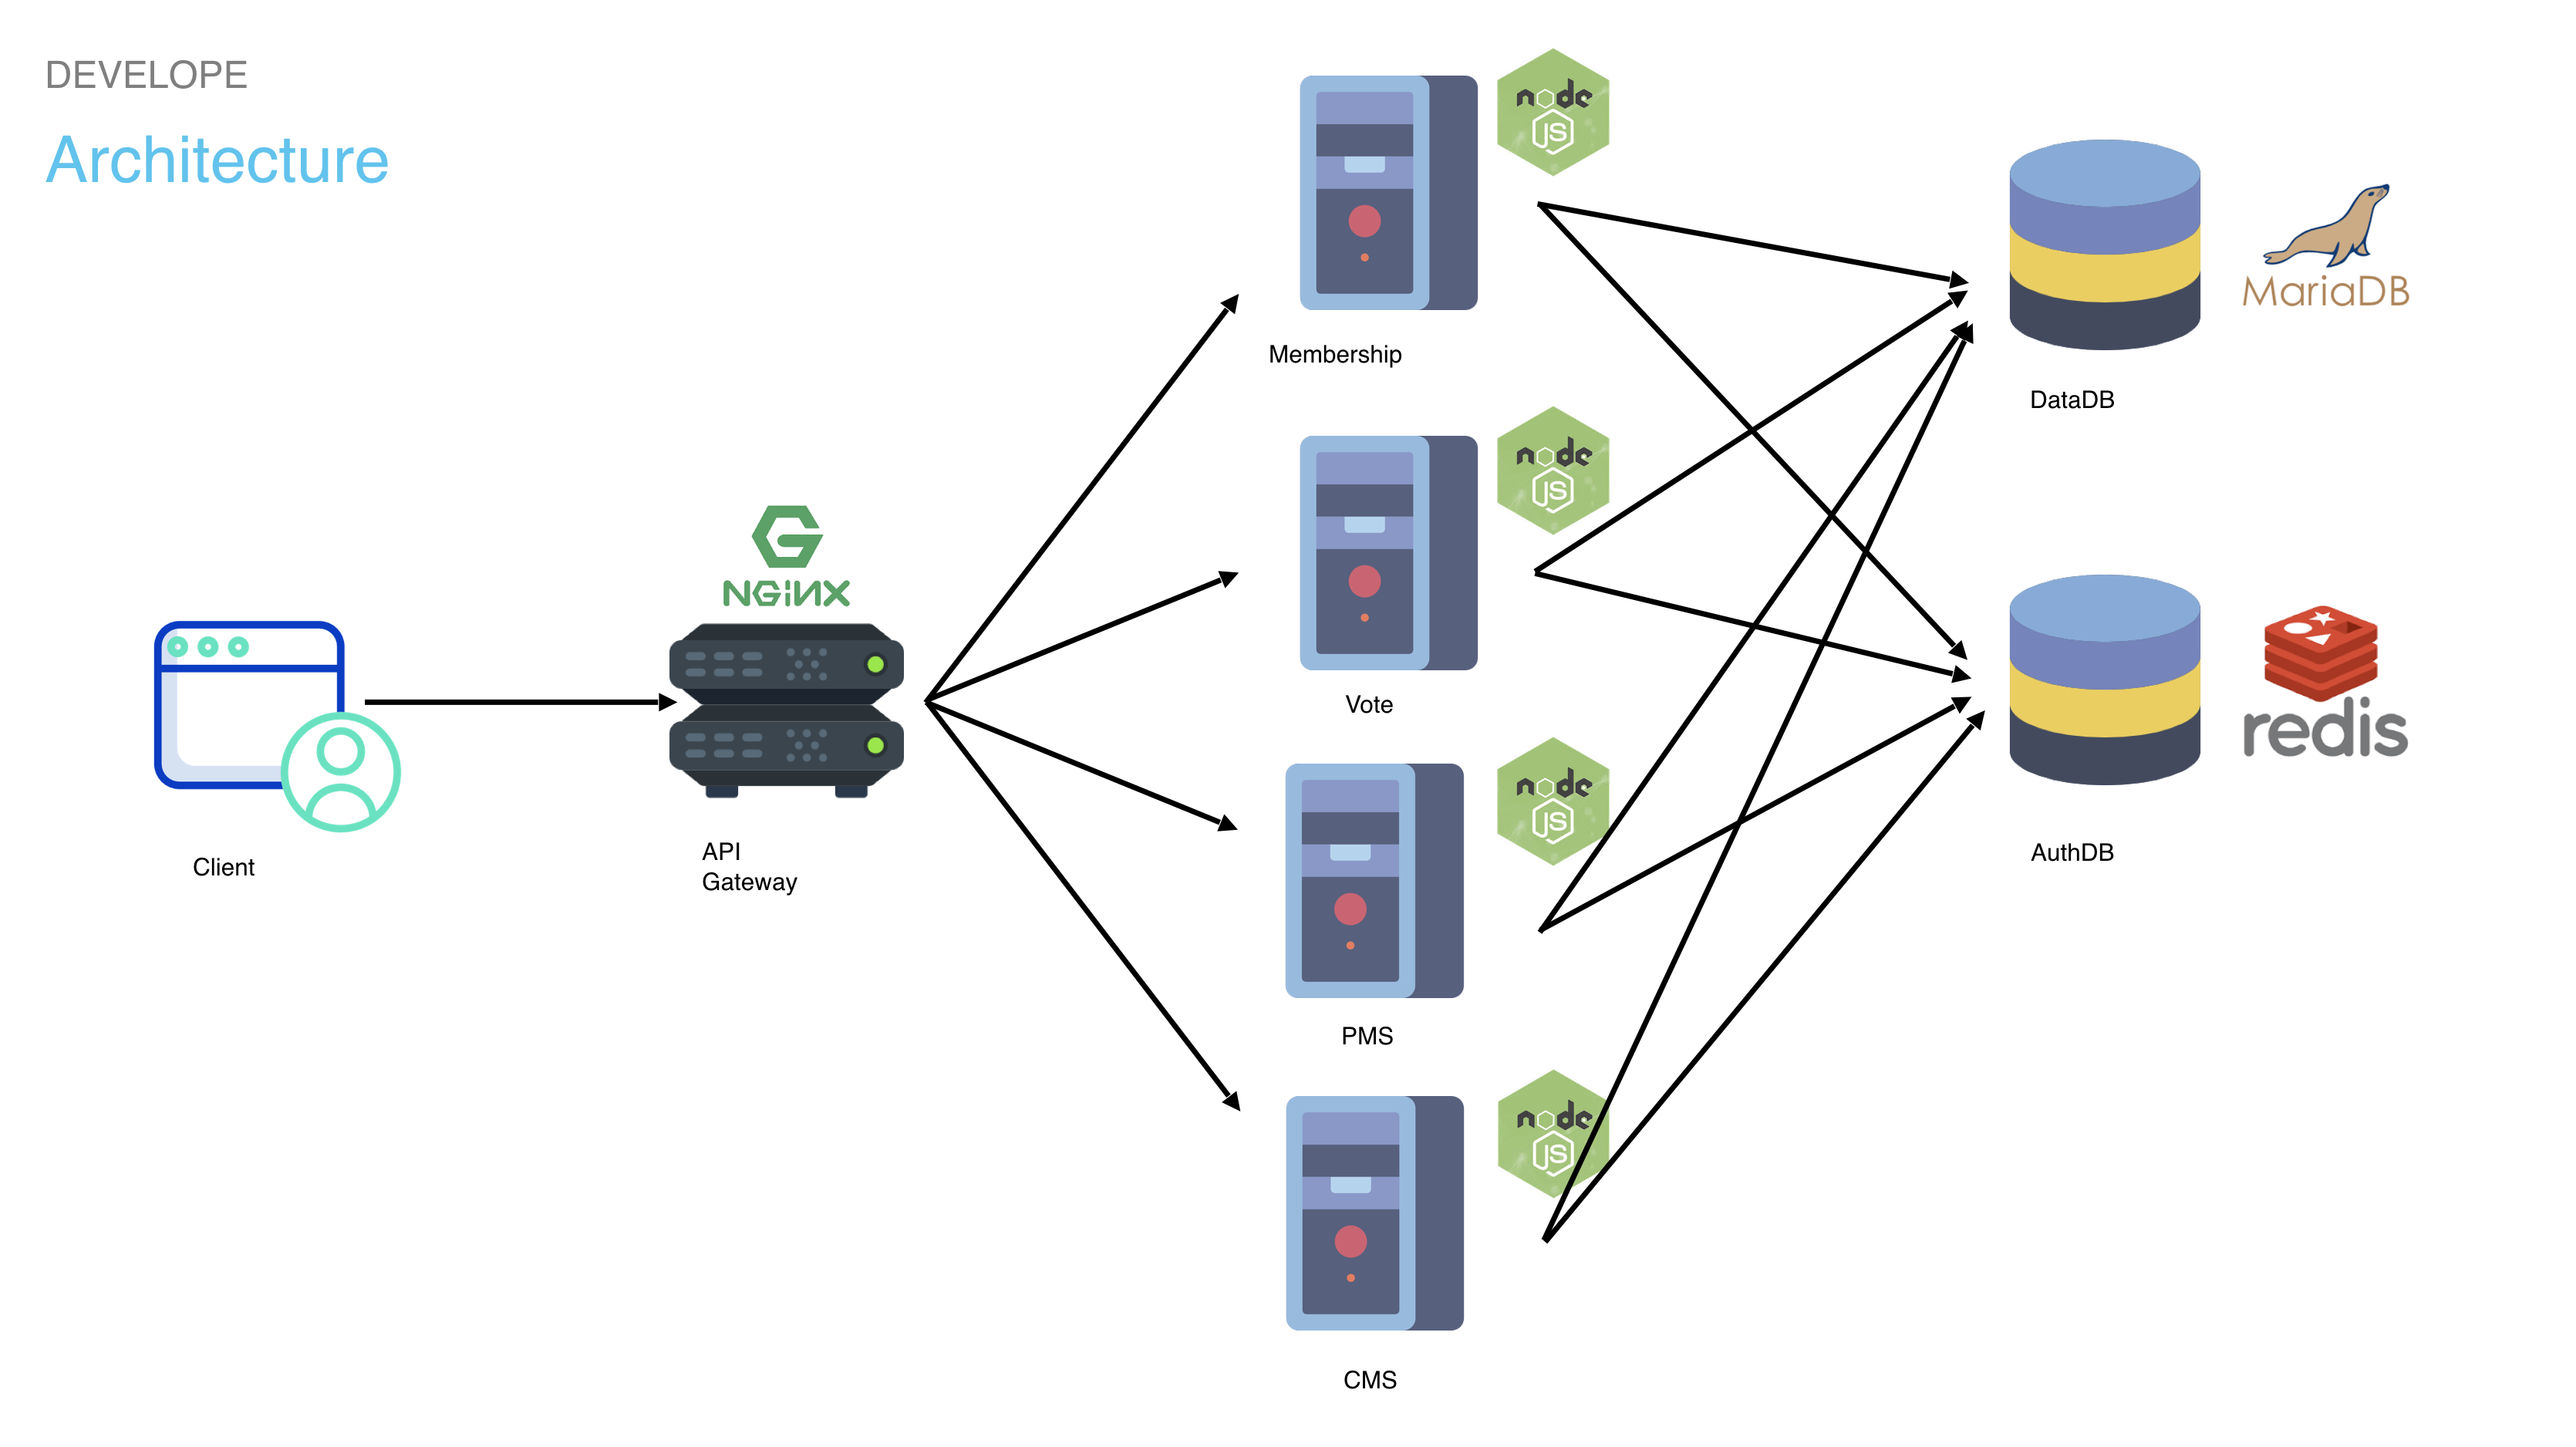 DEVELOPE
Architecture
NGiNX
Client
API
Gateway
node
JS
Membership
node
JS
Vote
node
JS
PMS
node
JS
CMS
MariaDB
DataDB
redis
AuthDB